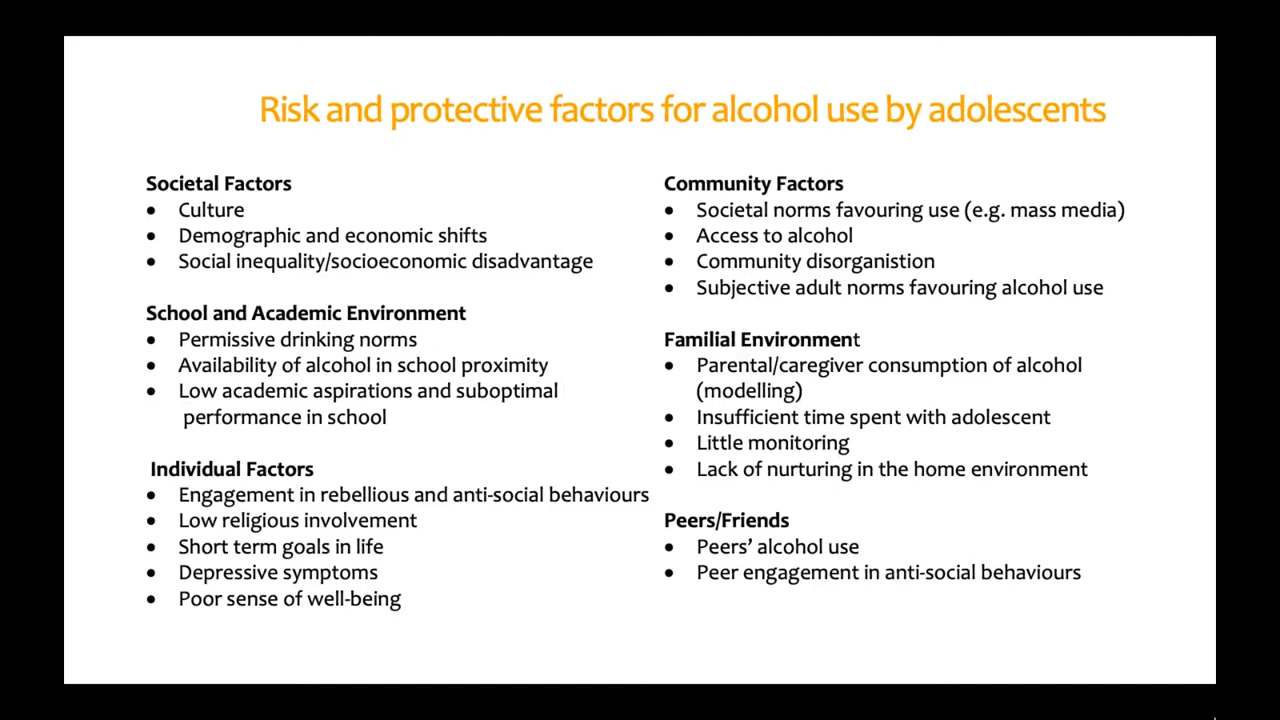 Risk and protective factors for alcohol use by adolescents
Societal Factors
• Culture
• Demographic and economic shifts
• Social inequality/socioeconomic disadvantage
School and Academic Environment
• Permissive drinking norms
• Availability of alcohol in school proximity
• Low academic aspirations and suboptimal
performance in school
Individual Factors
• Engagement in rebellious and anti-social behaviours
• Low religious involvement
• Short term goals in life
• Depressive symptoms
• Poor sense of well-being
Community Factors
• Societal norms favouring use (e.g. mass media)
• Access to alcohol
• Community disorganistion
• Subjective adult norms favouring alcohol use
Familial Environment
• Parental/caregiver consumption of alcohol
(modelling)
• Insufficient time spent with adolescent
• Little monitoring
• Lack of nurturing in the home environment
Peers/Friends
• Peers’ alcohol use
• Peer engagement in anti-social behaviours